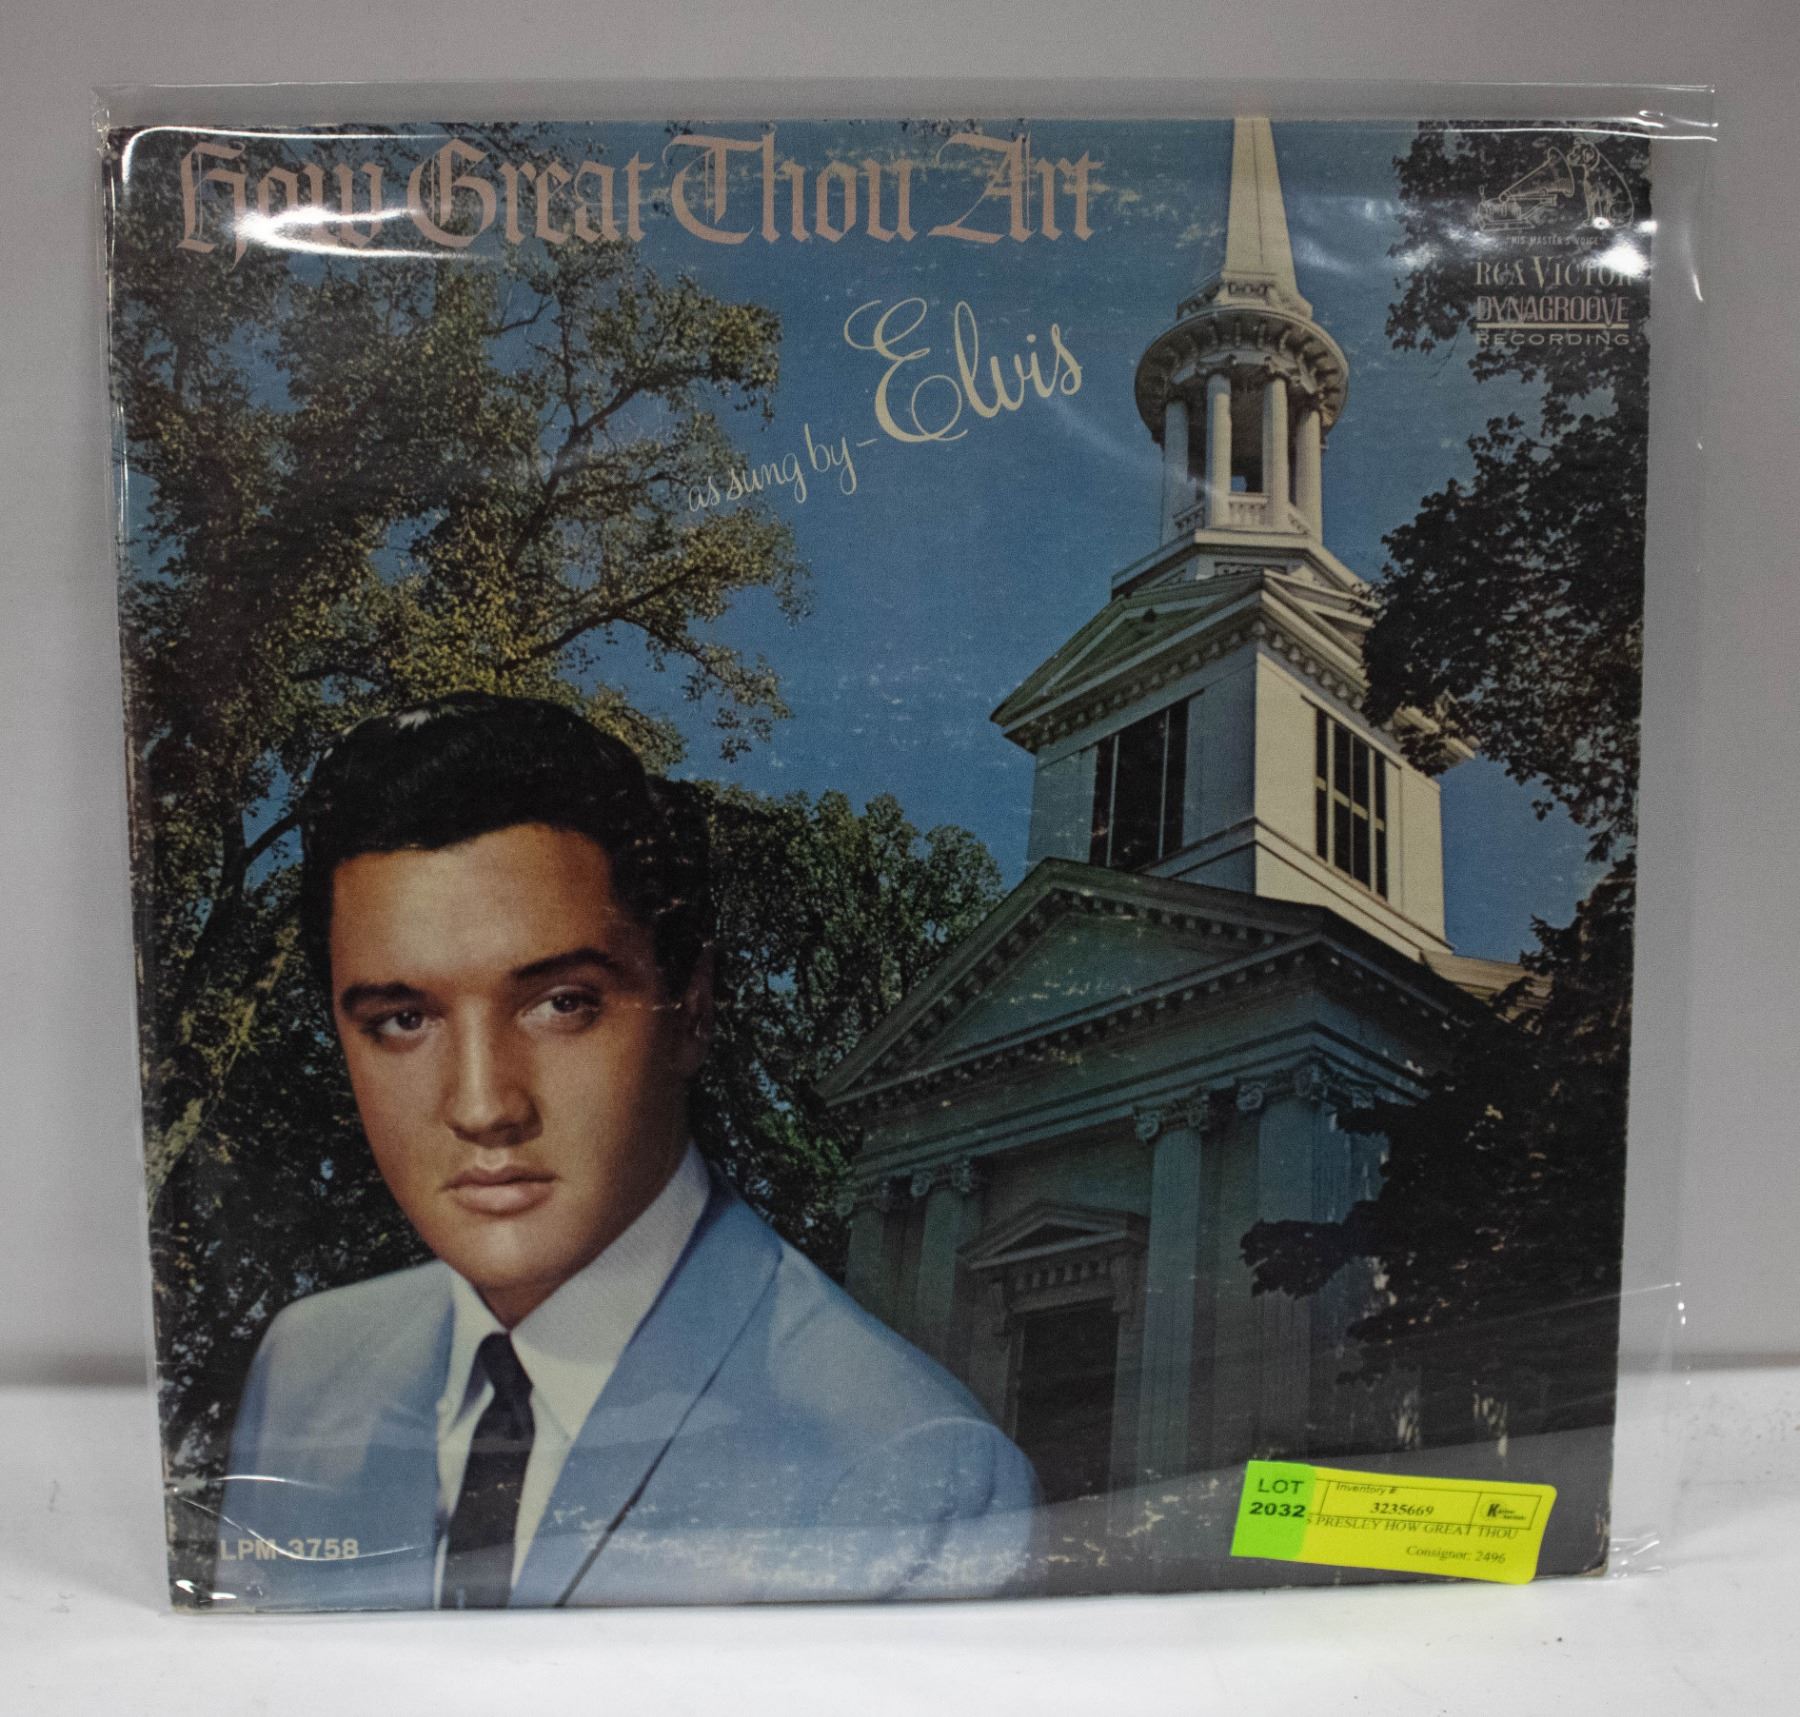 How Great Thou Art
as sung by - Elvis
"HIS MASTER'S VOICE"
RCA VICTOR
DYNAGROOVE
RECORDING
LPM-3758
LOT
2032
Inventory #
3235669
S PRESLEY HOW GREAT THOU
Consignor: 2496